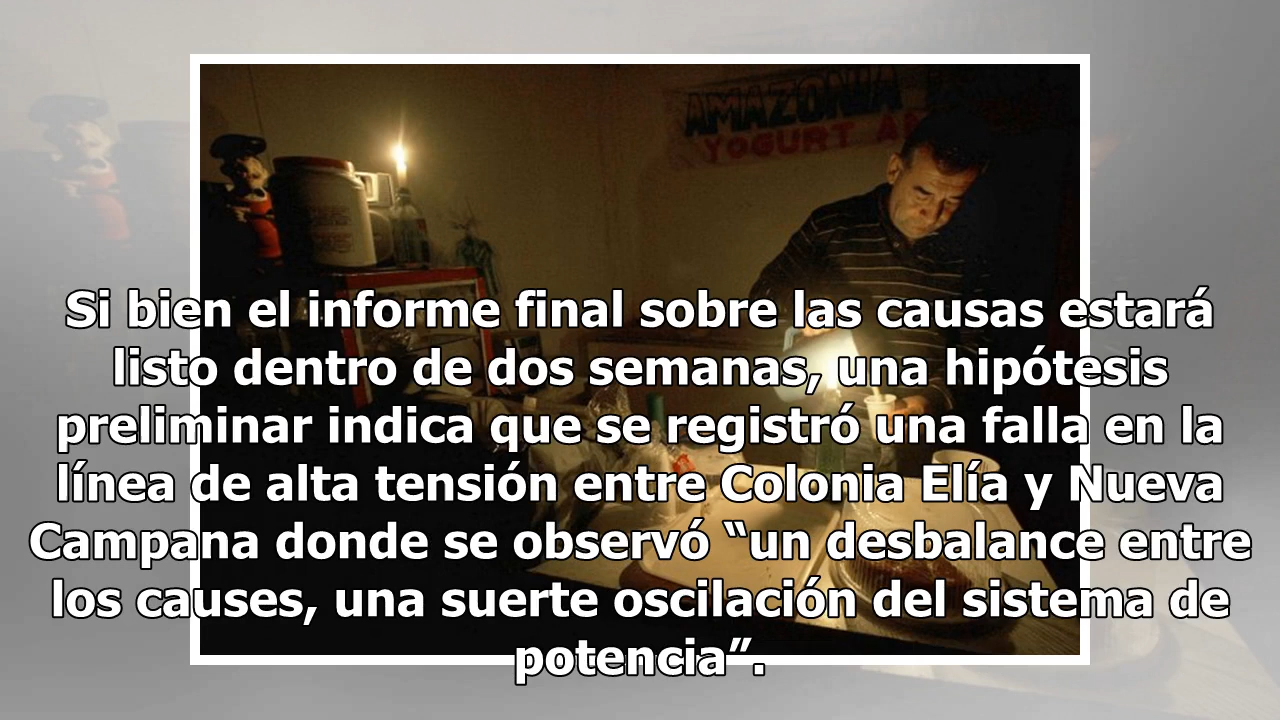 AMAZONIA
YOGURT
Si bien el informe final sobre las causas estará
listo dentro de dos semanas, una hipótesis
preliminar indica que se registró una falla en la
línea de alta tensión entre Colonia Elía y Nueva
Campana donde se observó “un desbalance entre
los causes, una suerte oscilación del sistema de
potencia”.